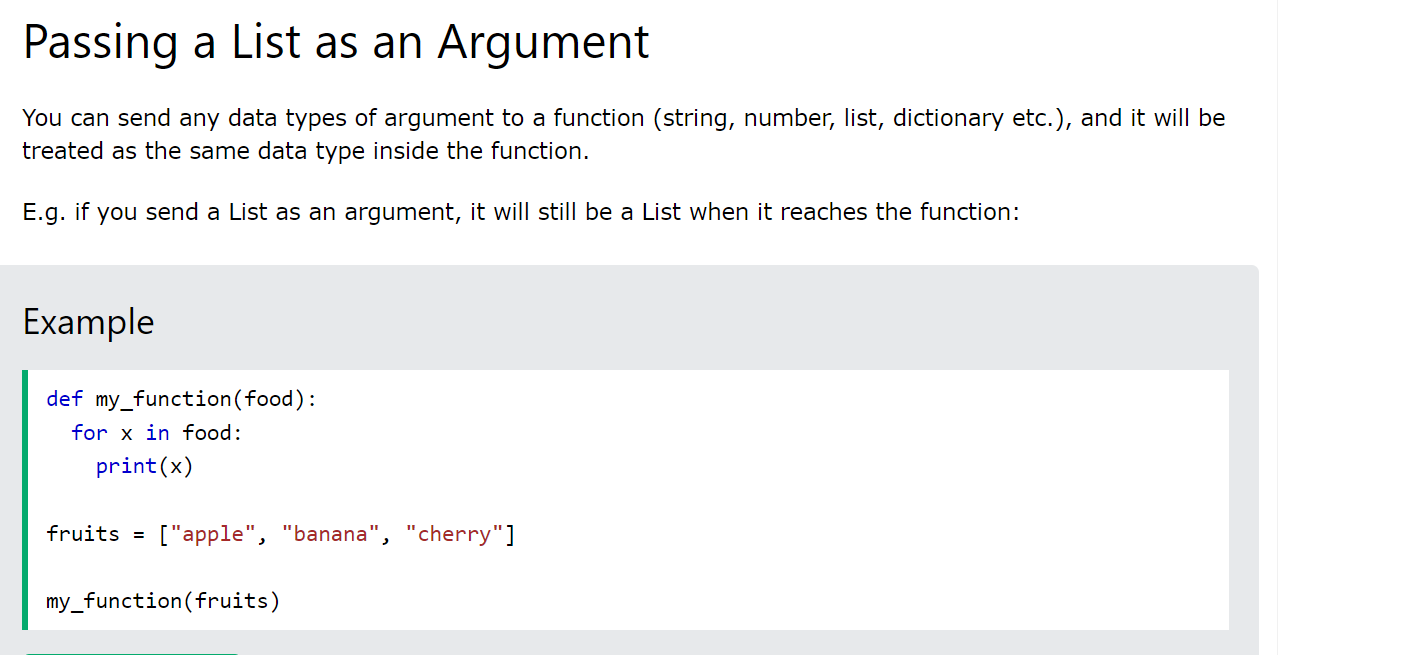 Passing a List as an Argument
You can send any data types of argument to a function (string, number, list, dictionary etc.), and it will be
treated as the same data type inside the function.
E.g. if you send a List as an argument, it will still be a List when it reaches the function:
Example
def my_function(food):
  for x in food:
    print(x)
fruits = ["apple", "banana", "cherry"]
my_function(fruits)